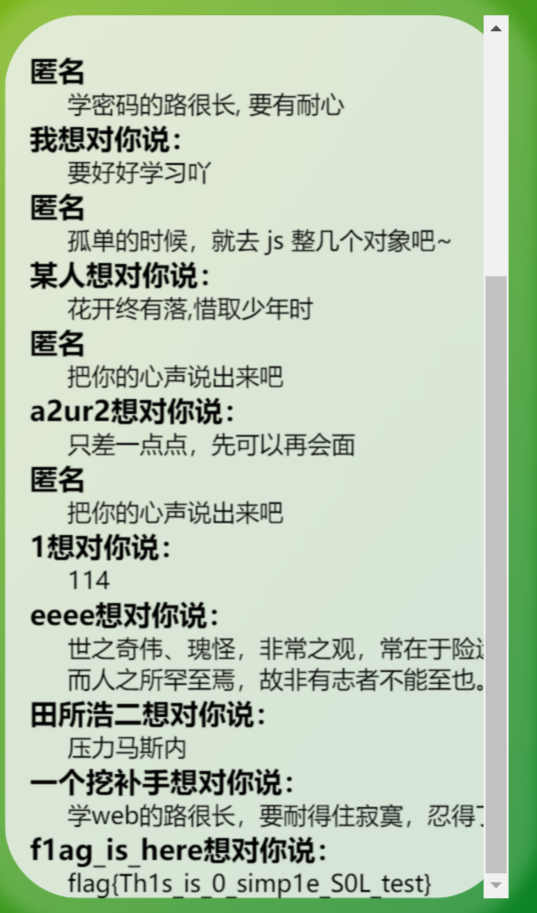 匿名
学密码的路很长, 要有耐心
我想对你说：
要好好学习吖
匿名
孤单的时候，就去 js 整几个对象吧~
某人想对你说：
花开终有落,惜取少年时
匿名
把你的心声说出来吧
a2ur2想对你说：
只差一点点，先可以再会面
匿名
把你的心声说出来吧
1想对你说：
114
eeee想对你说：
世之奇伟、瑰怪，非常之观，常在于险
而人之所罕至焉，故非有志者不能至也。
田所浩二想对你说：
压力马斯内
一个挖补手想对你说：
学web的路很长，要耐得住寂寞，忍得
f1ag_is_here想对你说：
flag{Th1s_is_0_simp1e_S0L_test}